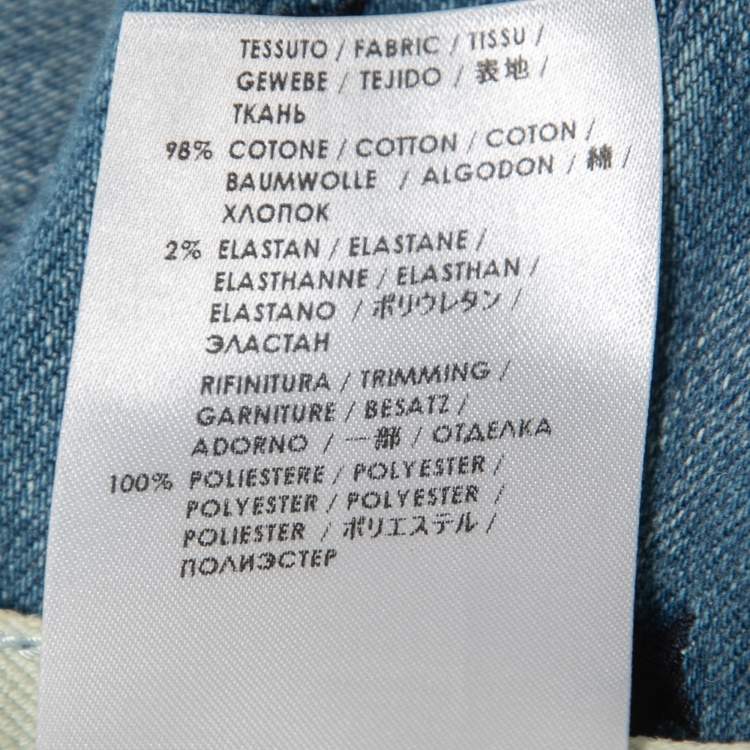 TESSUTO / FABRIC / TISSU /
GEWEBE / TEJIDO / 表地 /
ТКАНЬ
98% COTONE / COTTON / COTON /
BAUMWOLLE / ALGODON / 綿 /
ХЛОПОК
2% ELASTAN / ELASTANE /
ELASTHANNE / ELASTHAN /
ELASTANO / ポリウレタン /
ЭЛАСТАН
RIFINITURA / TRIMMING /
GARNITURE / BESATZ /
ADORNO / 一部 / ОТДЕЛКА
100% POLIESTERE / POLYESTER /
POLYESTER / POLYESTER /
POLIESTER / ポリエステル /
ПОЛИЭСТЕР